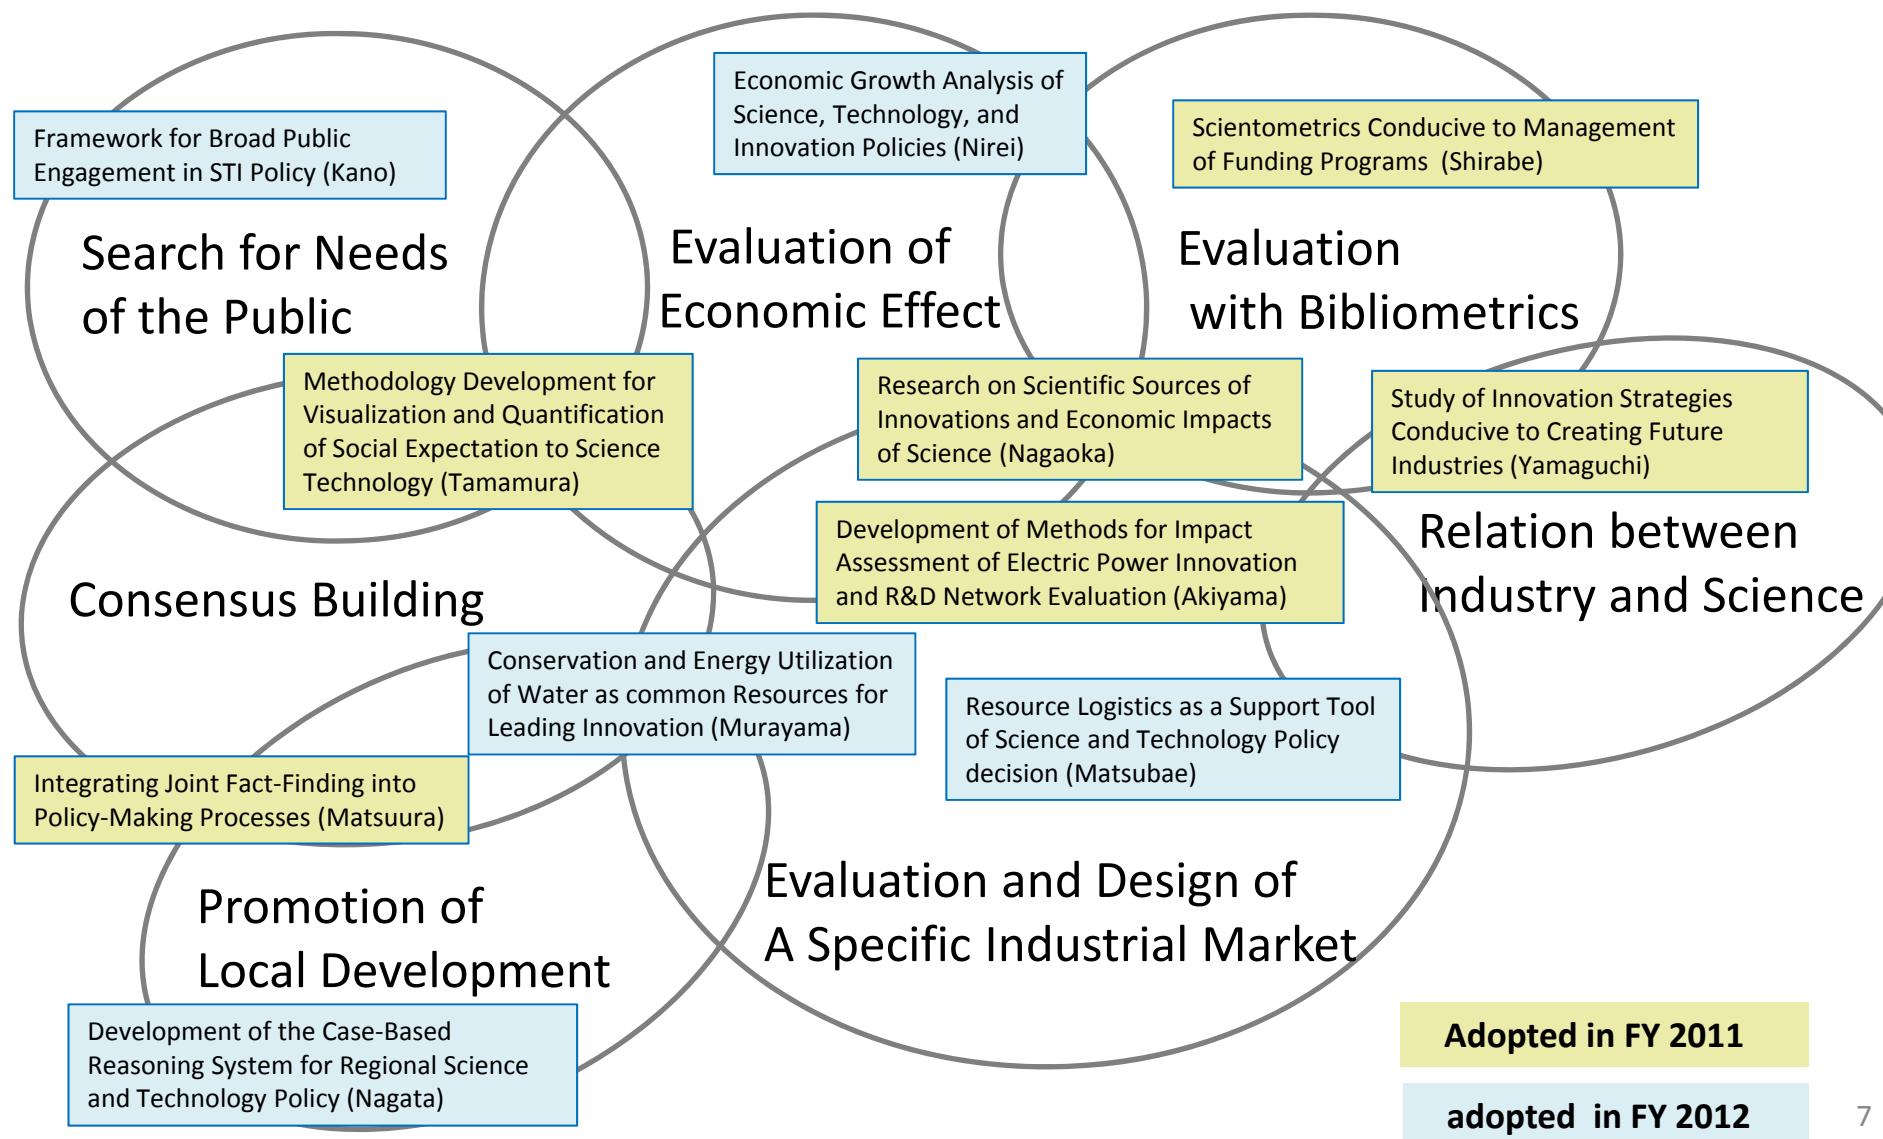 Economic Growth Analysis of
Science, Technology, and
Innovation Policies (Nirei)
Framework for Broad Public
Engagement in STI Policy (Kano)
Scientometrics Conducive to Management
of Funding Programs  (Shirabe)
Search for Needs
of the Public
Evaluation of
Economic Effect
Evaluation
with Bibliometrics
Methodology Development for
Visualization and Quantification
of Social Expectation to Science
Technology (Tamamura)
Research on Scientific Sources of
Innovations and Economic Impacts
of Science (Nagaoka)
Study of Innovation Strategies
Conducive to Creating Future
Industries (Yamaguchi)
Development of Methods for Impact
Assessment of Electric Power Innovation
and R&D Network Evaluation (Akiyama)
Relation between
Industry and Science
Consensus Building
Conservation and Energy Utilization
of Water as common Resources for
Leading Innovation (Murayama)
Resource Logistics as a Support Tool
of Science and Technology Policy
decision (Matsubae)
Integrating Joint Fact-Finding into
Policy-Making Processes (Matsuura)
Promotion of
Local Development
Evaluation and Design of
A Specific Industrial Market
Development of the Case-Based
Reasoning System for Regional Science
and Technology Policy (Nagata)
Adopted in FY 2011
adopted  in FY 2012
7